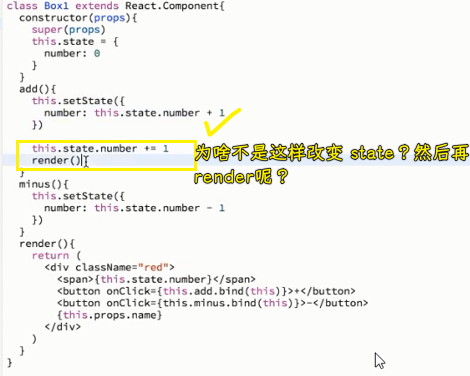 class Box1 extends React.Component{
constructor(props){
super(props)
this.state = {
number: 0
}
}
add(){
this.setState({
number: this.state.number + 1
})
this.state.number += 1
render()
为啥不是这样改变 state？然后再
render呢？
}
minus(){
this.setState({
number: this.state.number - 1
})
}
render(){
return (
<div className="red">
<span>{this.state.number}</span>
<button onClick={this.add.bind(this)}>+</button>
<button onClick={this.minus.bind(this)}>-</button>
{this.props.name}
</div>
)
}
}